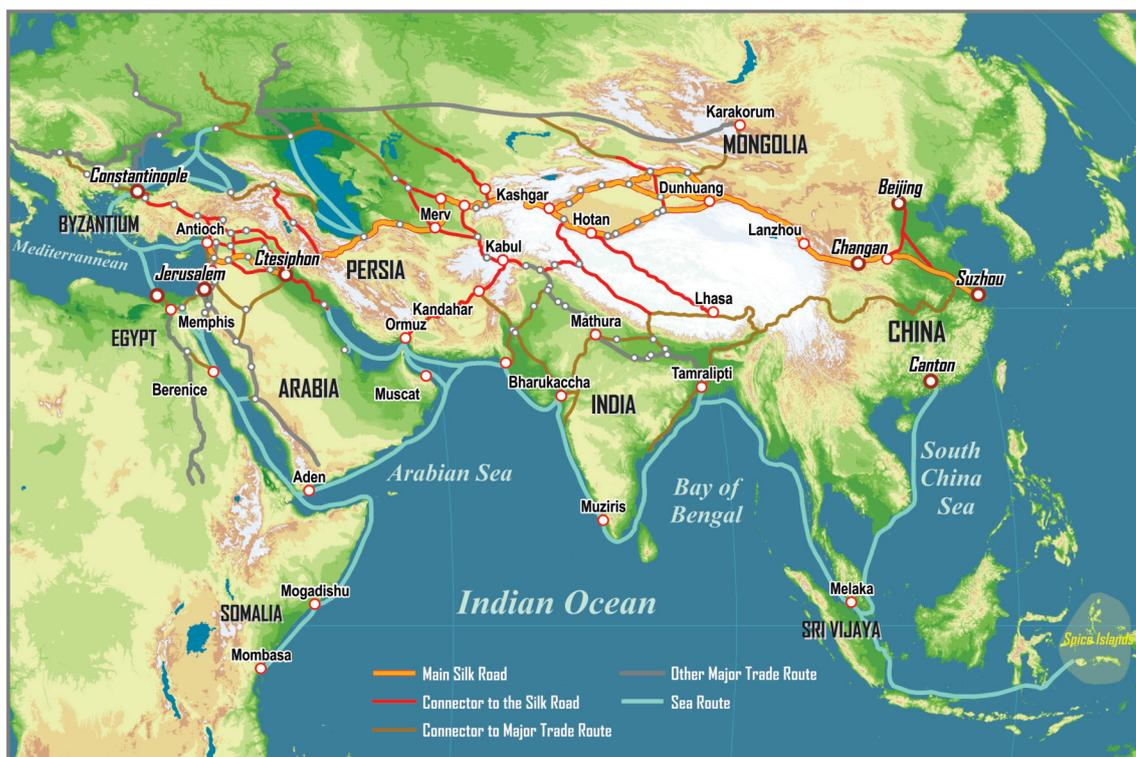 Karakorum
MONGOLIA
Constantinople
Kashgar
Dunhuang
Beijing
BYZANTIUM
Merv
Antioch
Hotan
Lanzhou
Changan
Mediterrannean
Kabul
Ctesiphon
PERSIA
Jerusalem
Suzhou
Lhasa
Kandahar
Memphis
Ormuz
Mathura
EGYPT
CHINA
Canton
Berenice
ARABIA
Muscat
Bharukaccha
Tamralipti
INDIA
Arabian Sea
South
China
Sea
Aden
Bay of
Bengal
Muziris
Mogadishu
Melaka
Indian Ocean
SOMALIA
SRI VIJAYA
Spice Islands
Mombasa
Main Silk Road
Connector to the Silk Road
Connector to Major Trade Route
Other Major Trade Route
Sea Route